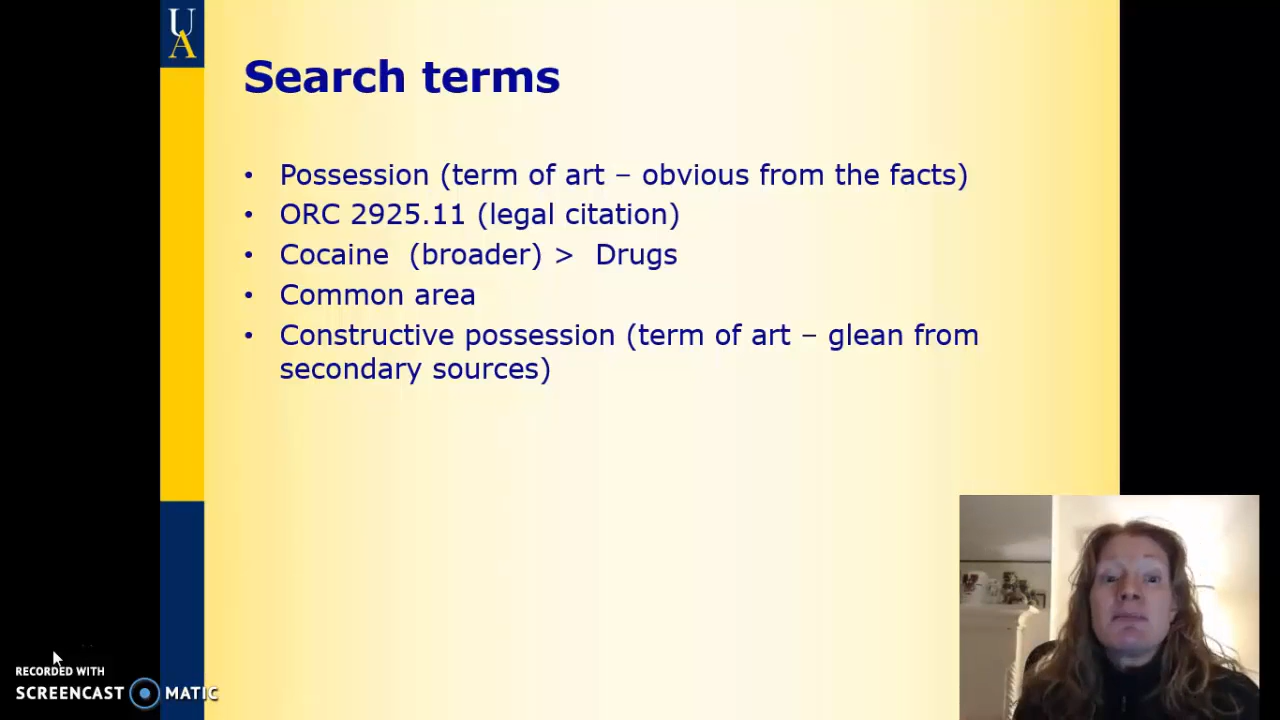 UA
Search terms
• Possession (term of art – obvious from the facts)
• ORC 2925.11 (legal citation)
• Cocaine (broader) > Drugs
• Common area
• Constructive possession (term of art – glean from
secondary sources)
RECORDED WITH
SCREENCAST MATIC